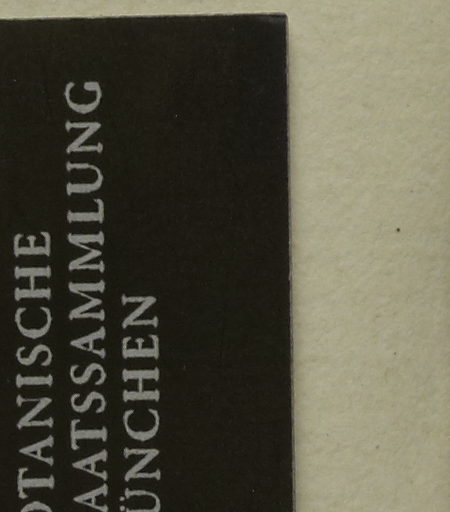 OTANISCHE
AATSSAMMLUNG
ÜNCHEN